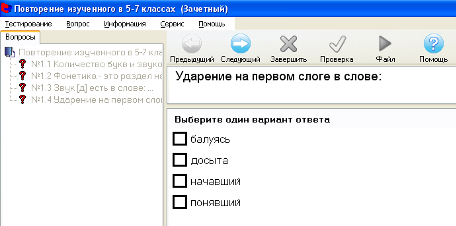 Повторение изученного в 5-7 классах (Зачетный)
Тестирование Вопрос Информация Сервис Помощь
Вопросы
Повторение изученного в 5-7 кла
№1.1 Количество букв и звуко
№1.2 Фонетика - это раздел на
№1.3 Звук [д] есть в слове: ...
№1.4 Ударение на первом слог
Предыдущий Следующий Завершить Проверка Файл Помощь
Ударение на первом слоге в слове:
Выберите один вариант ответа
балуясь
досыта
начавший
понявший